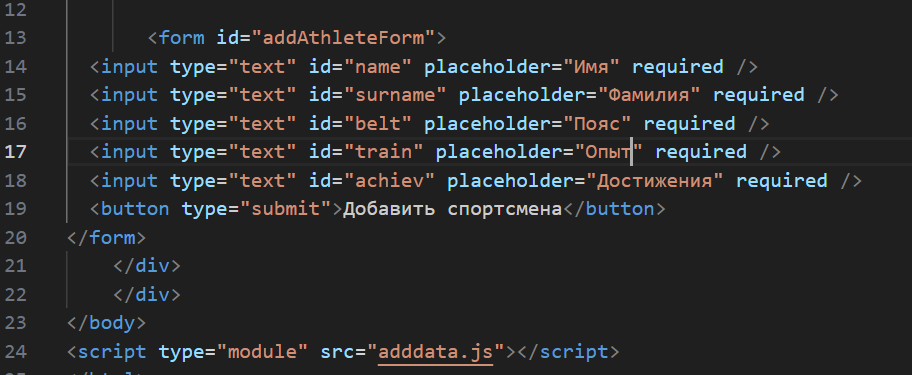 12
13 <form id="addAthleteForm">
14 <input type="text" id="name" placeholder="Имя" required />
15 <input type="text" id="surname" placeholder="Фамилия" required />
16 <input type="text" id="belt" placeholder="Пояс" required />
17 <input type="text" id="train" placeholder="Опыт" required />
18 <input type="text" id="achiev" placeholder="Достижения" required />
19 <button type="submit">Добавить спортсмена</button>
20 </form>
21 </div>
22 </div>
23 </body>
24 <script type="module" src="adddata.js"></script>